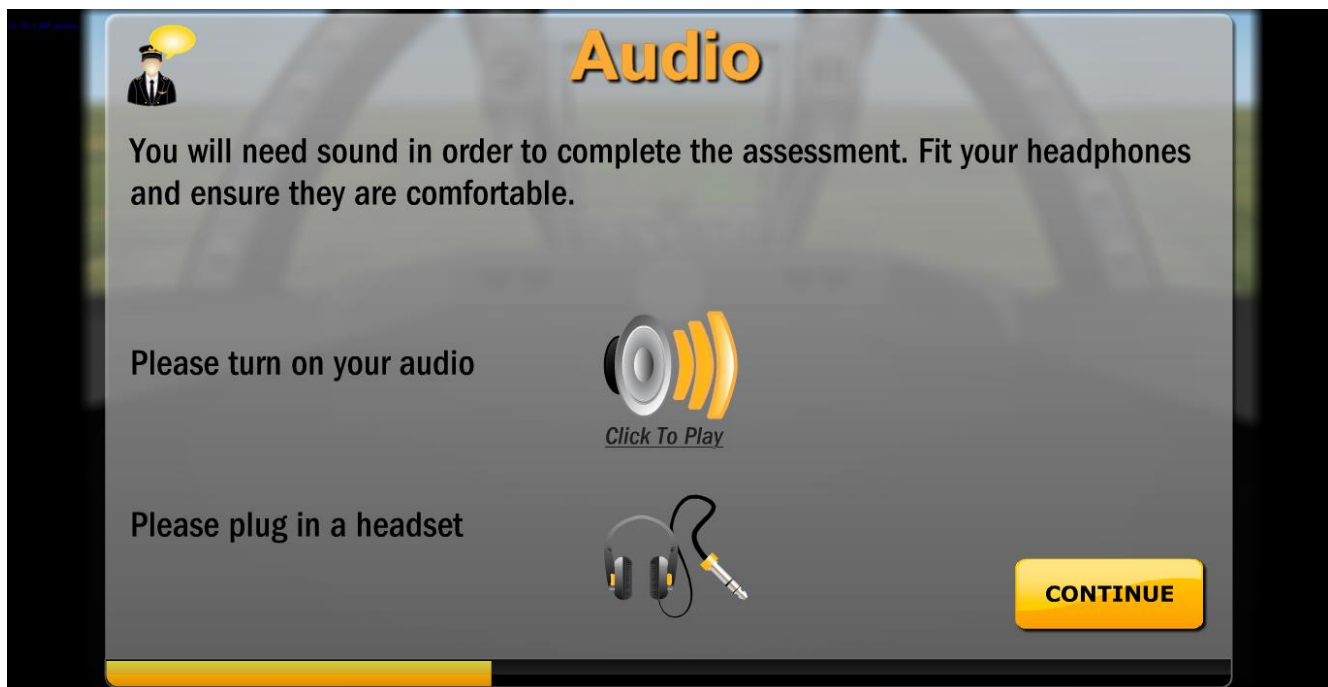 Audio
You will need sound in order to complete the assessment. Fit your headphones
and ensure they are comfortable.
Please turn on your audio
Click To Play
Please plug in a headset
CONTINUE